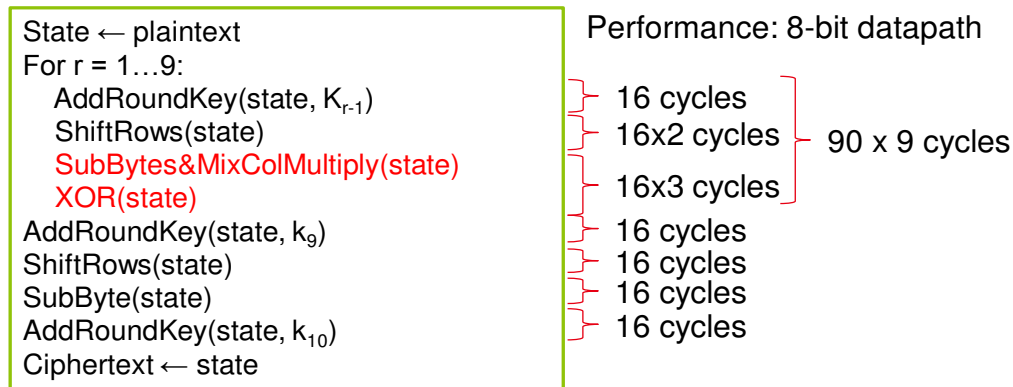 State ← plaintext
For r = 1…9:
AddRoundKey(state, Kr-1)
ShiftRows(state)
SubBytes&MixColMultiply(state)
XOR(state)
AddRoundKey(state, k9)
ShiftRows(state)
SubByte(state)
AddRoundKey(state, k10)
Ciphertext ← state
Performance: 8-bit datapath
16 cycles
16x2 cycles
16x3 cycles
90 x 9 cycles
16 cycles
16 cycles
16 cycles
16 cycles